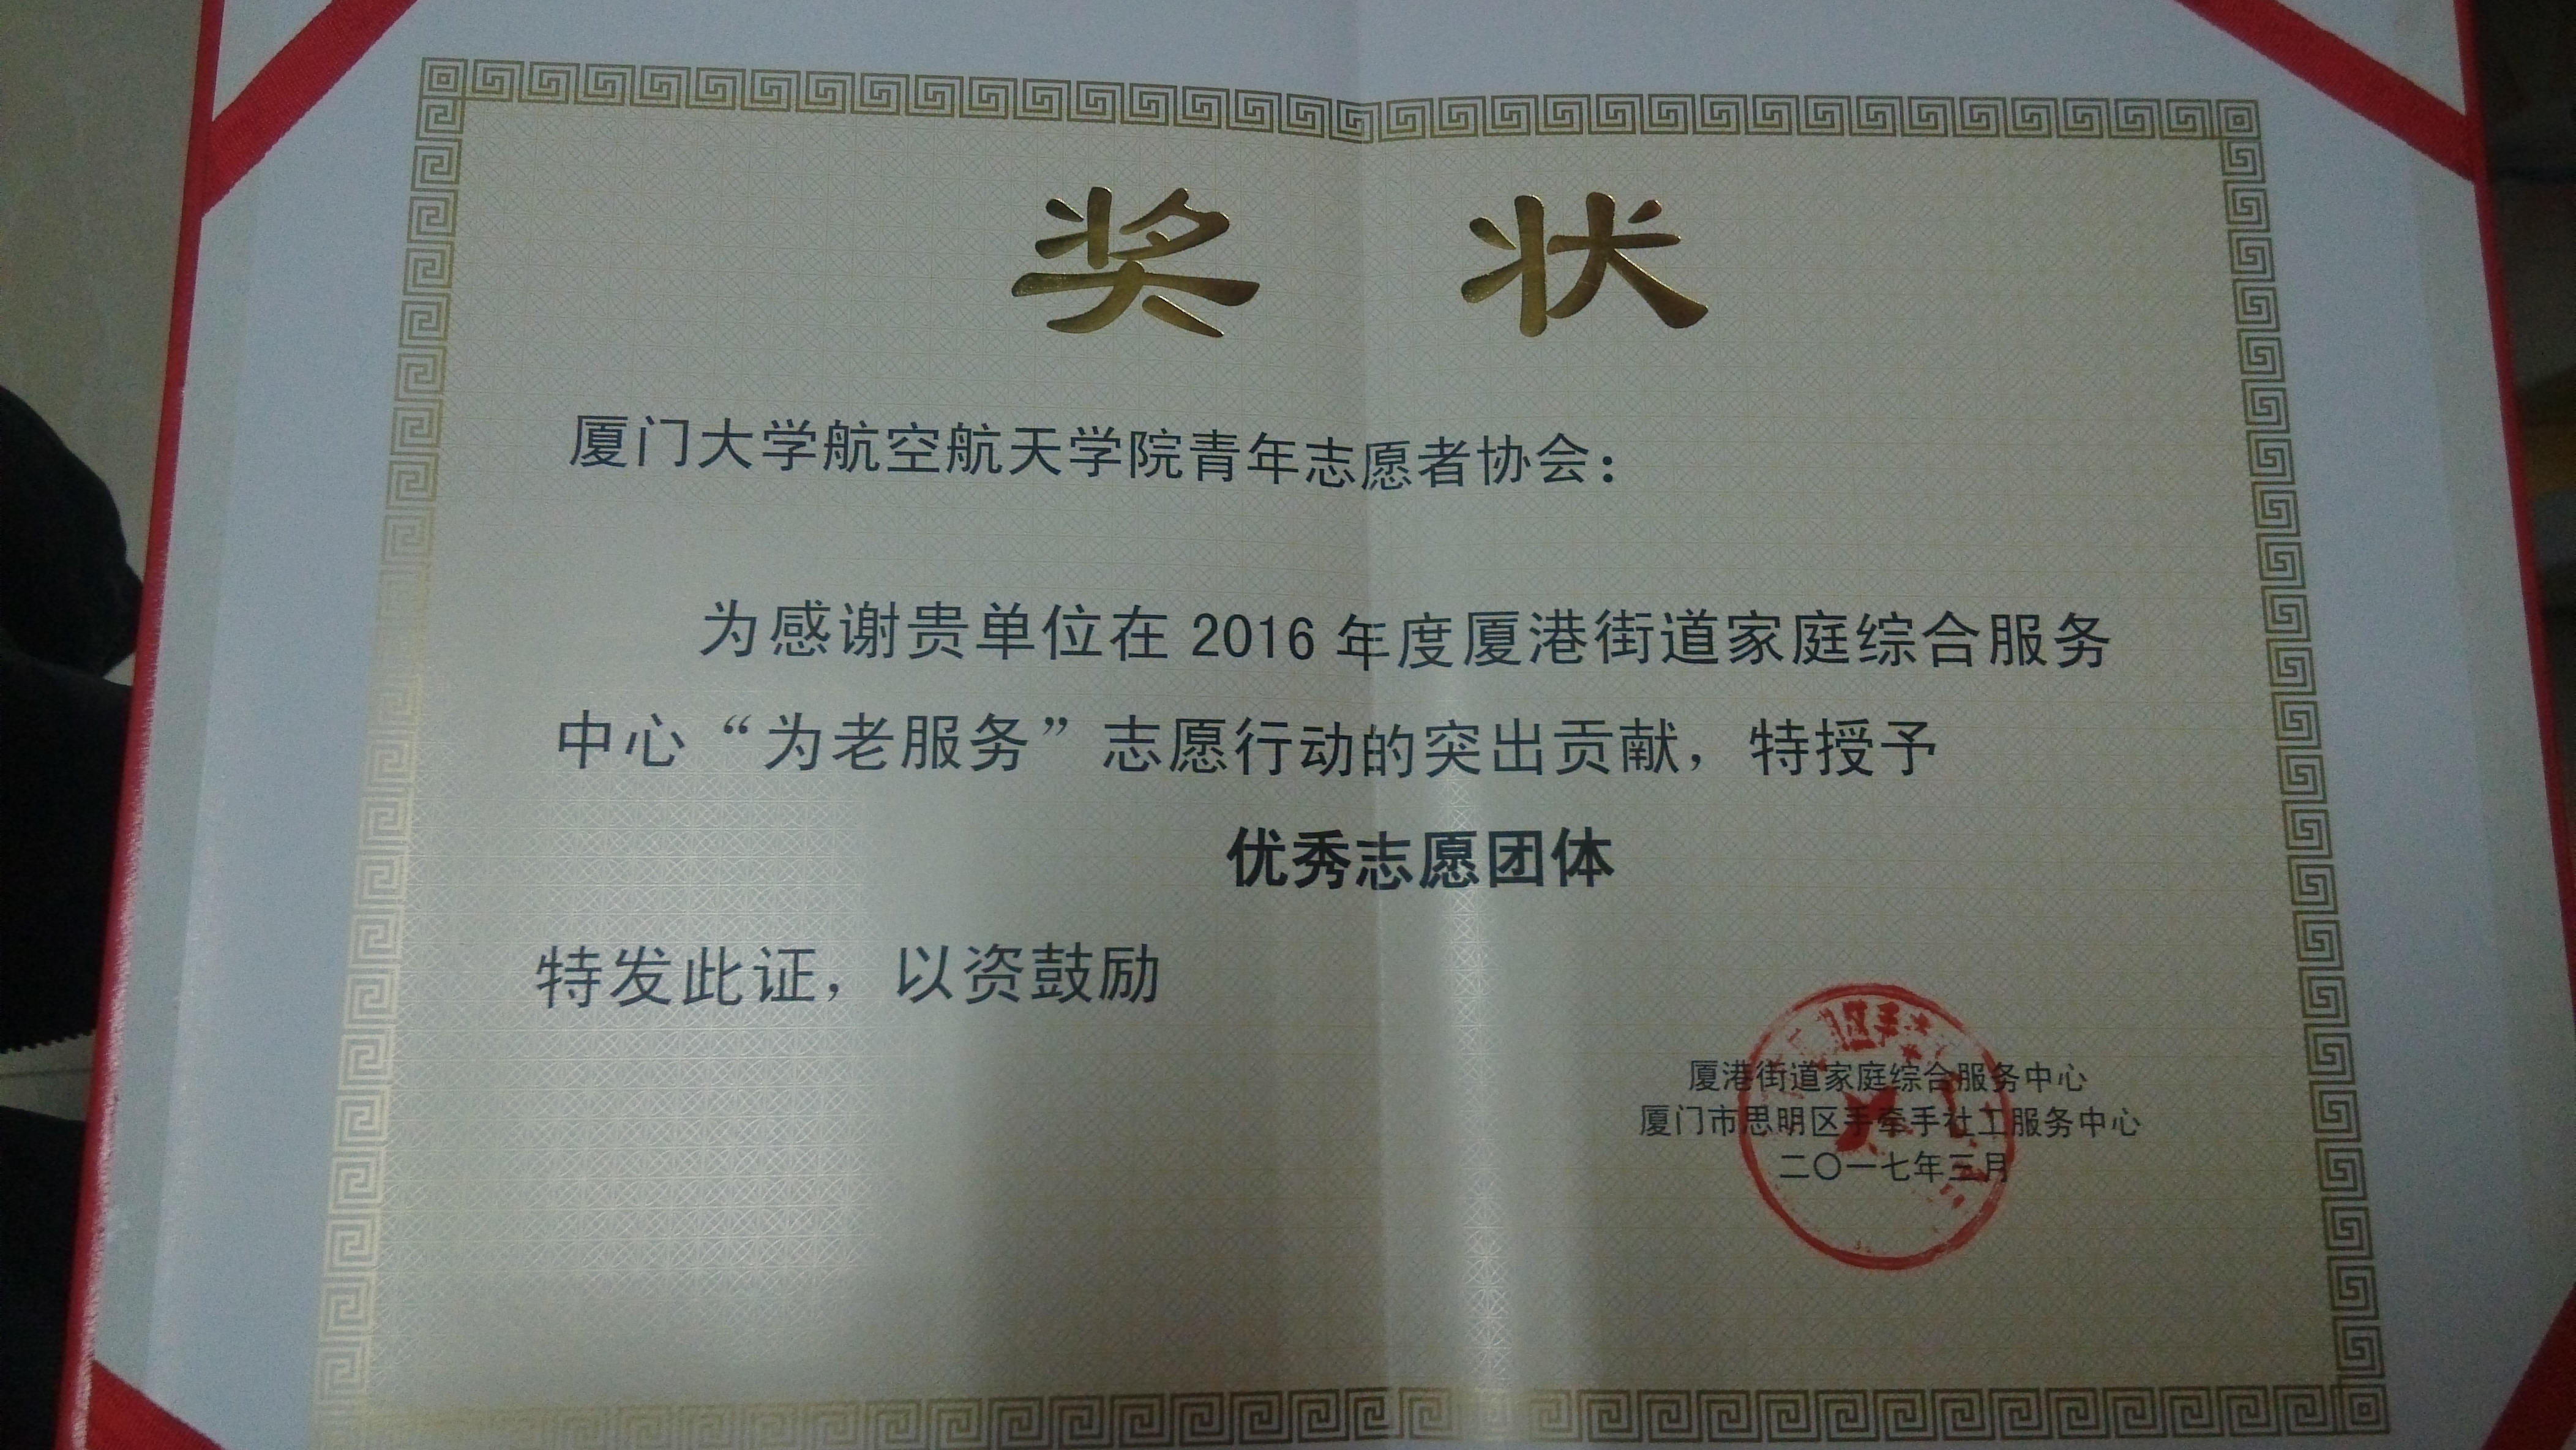 奖状
厦门大学航空航天学院青年志愿者协会：
为感谢贵单位在 2016 年度厦港街道家庭综合服务
中心“为老服务”志愿行动的突出贡献，特授予
优秀志愿团体
特发此证，以资鼓励
厦港街道家庭综合服务中心
厦门市思明区手牵手社工服务中心
二〇一七年三月